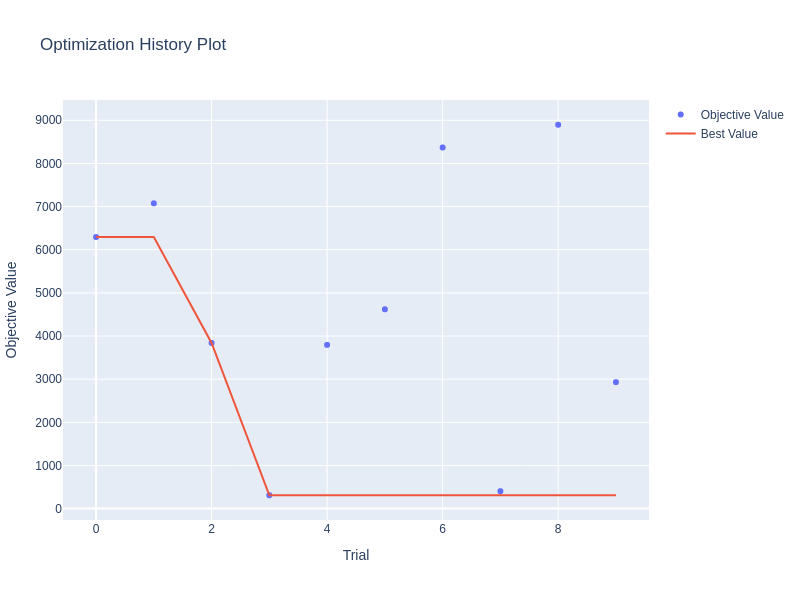 Optimization History Plot
Objective Value
Best Value
9000
8000
7000
6000
5000
4000
3000
2000
1000
0
Objective Value
0 2 4 6 8
Trial